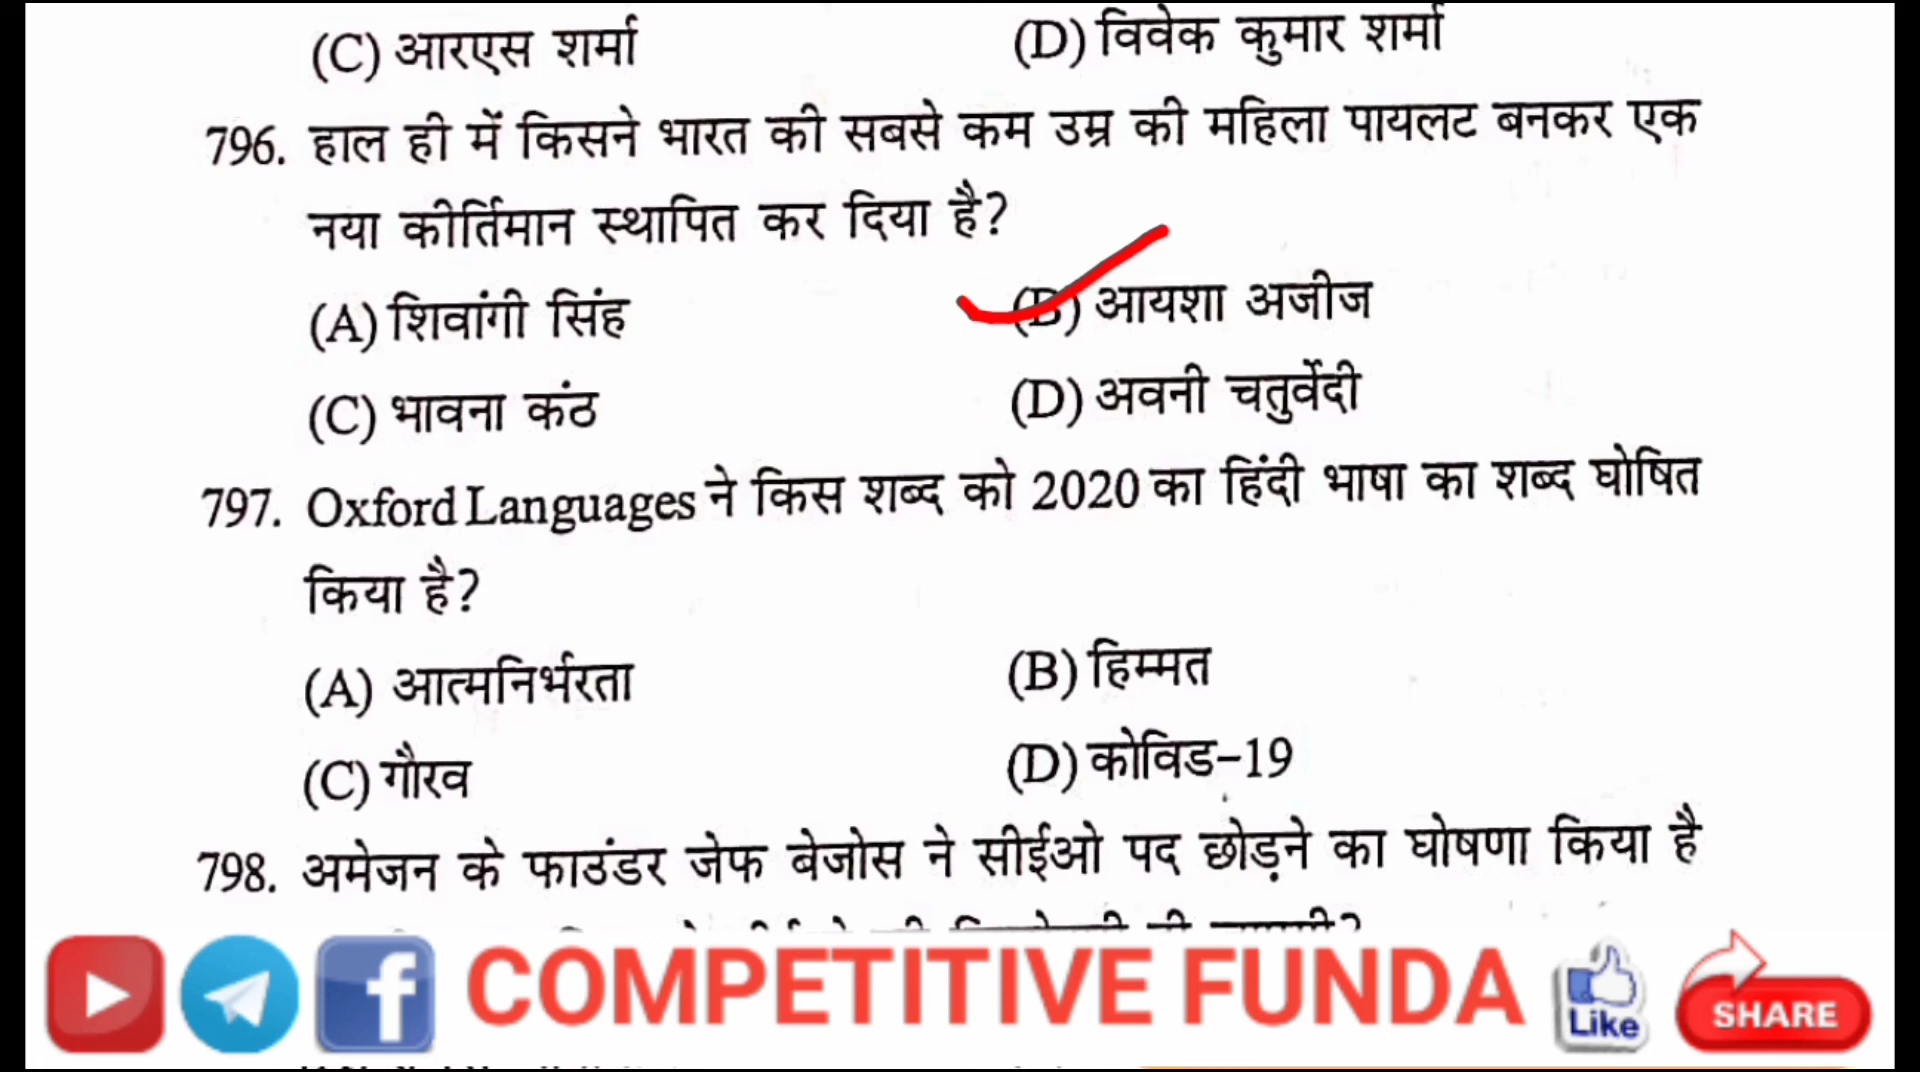 (C) आरएस शर्मा (D) विवेक कुमार शर्मा
796. हाल ही में किसने भारत की सबसे कम उम्र की महिला पायलट बनकर एक
नया कीर्तिमान स्थापित कर दिया है?
(A) शिवांगी सिंह (B) आयशा अजीज
(C) भावना कंठ (D) अवनी चतुर्वेदी
797. Oxford Languages ने किस शब्द को 2020 का हिंदी भाषा का शब्द घोषित
किया है?
(A) आत्मनिर्भरता (B) हिम्मत
(C) गौरव (D) कोविड-19
798. अमेजन के फाउंडर जेफ बेजोस ने सीईओ पद छोड़ने का घोषणा किया है
COMPETITIVE FUNDA Like SHARE